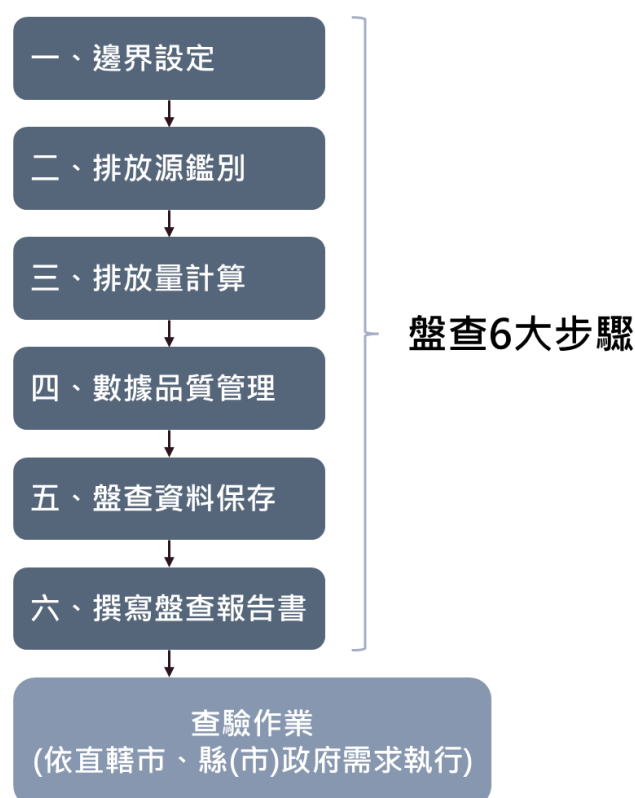 一、邊界設定
二、排放源鑑別
三、排放量計算
四、數據品質管理
五、盤查資料保存
六、撰寫盤查報告書
盤查6大步驟
查驗作業
(依直轄市、縣(市)政府需求執行)